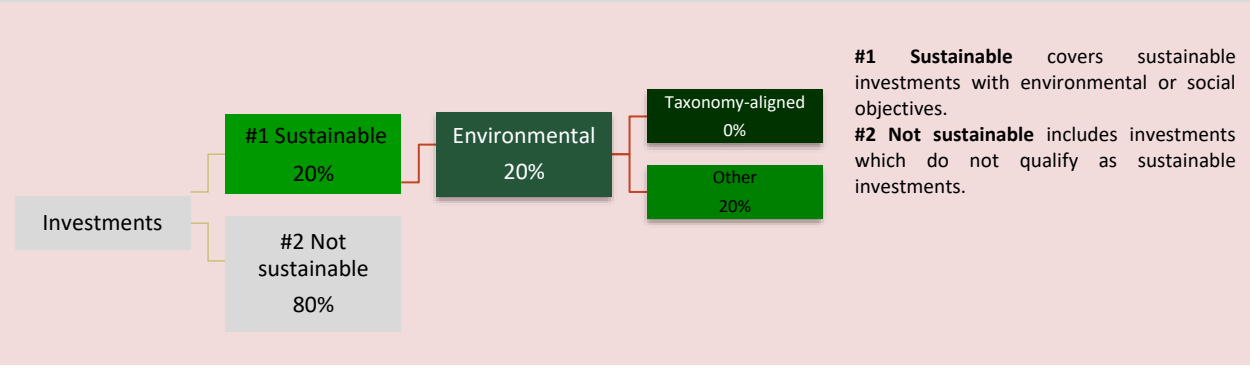 Investments
#1 Sustainable
20%
#2 Not
sustainable
80%
Environmental
20%
Taxonomy-aligned
0%
Other
20%
#1 Sustainable covers sustainable
investments with environmental or social
objectives.
#2 Not sustainable includes investments
which do not qualify as sustainable
investments.